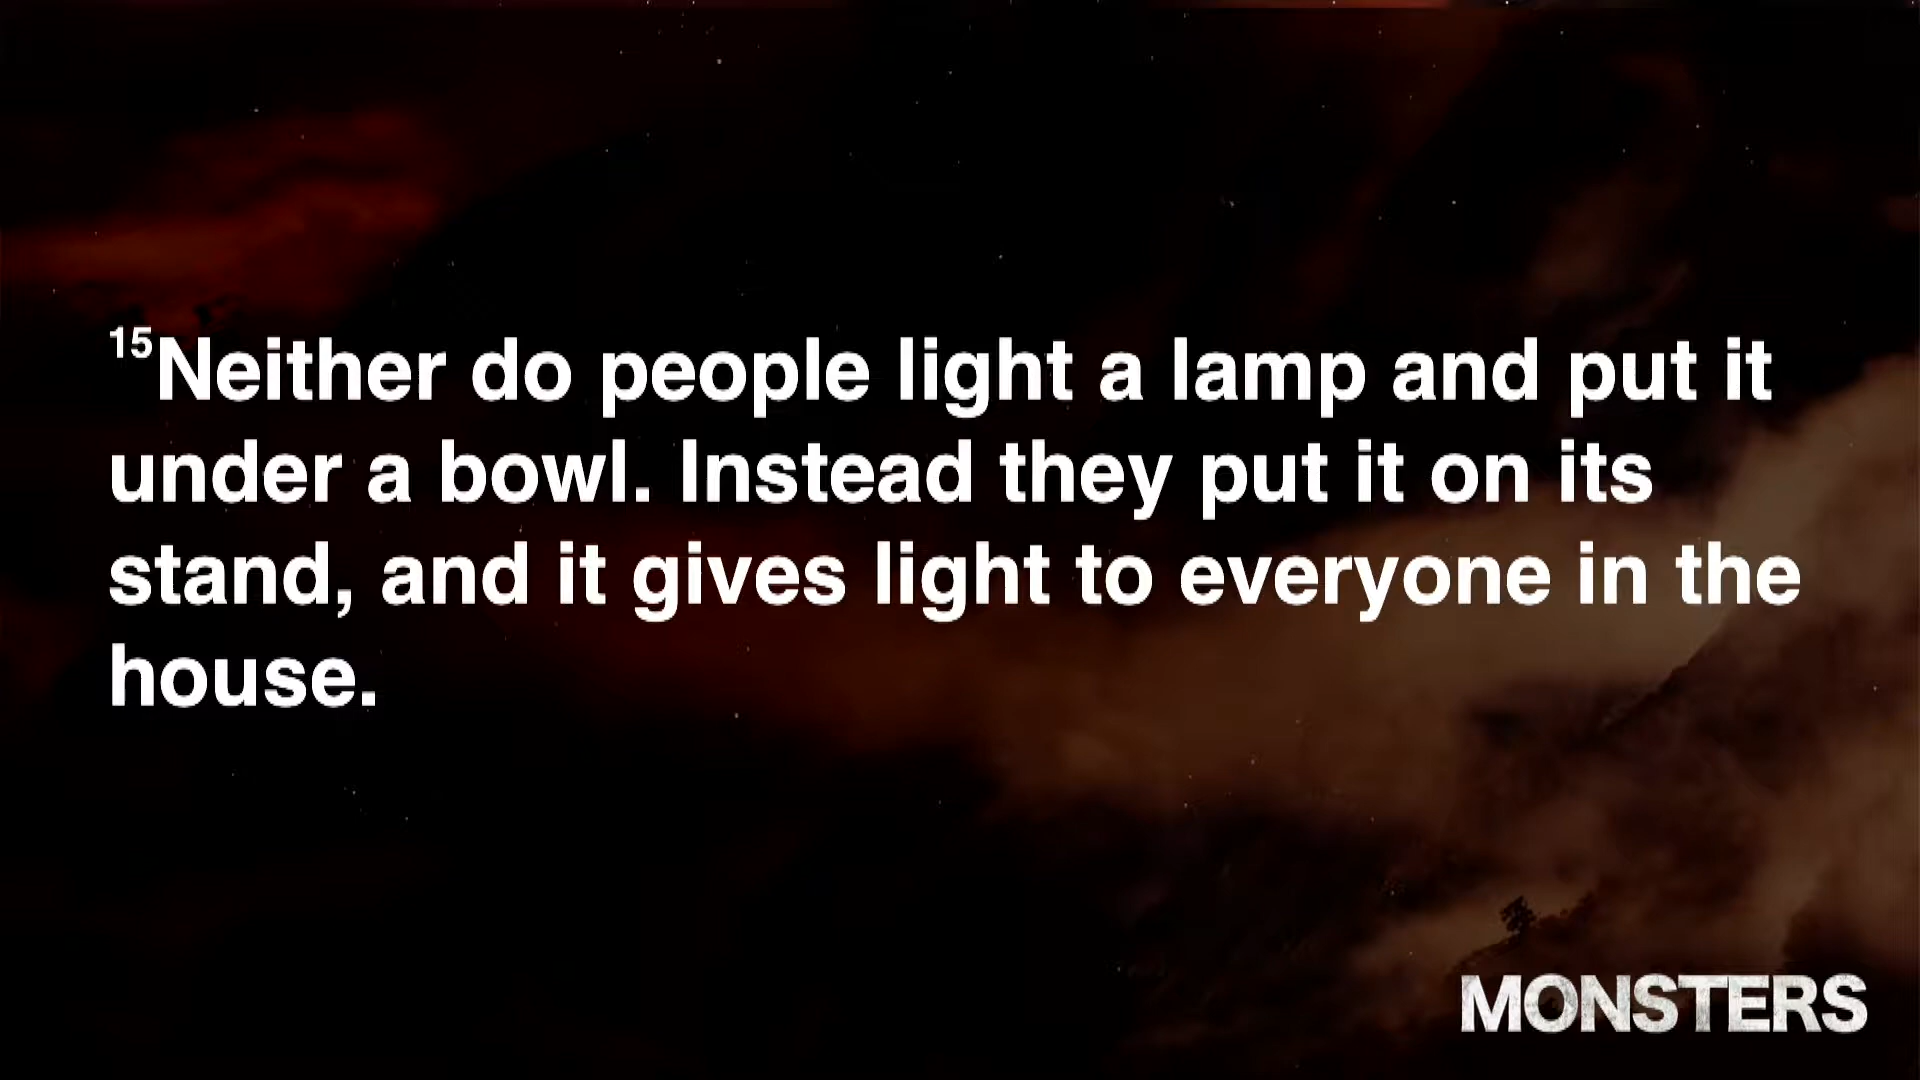 15Neither do people light a lamp and put it
under a bowl. Instead they put it on its
stand, and it gives light to everyone in the
house.
MONSTERS